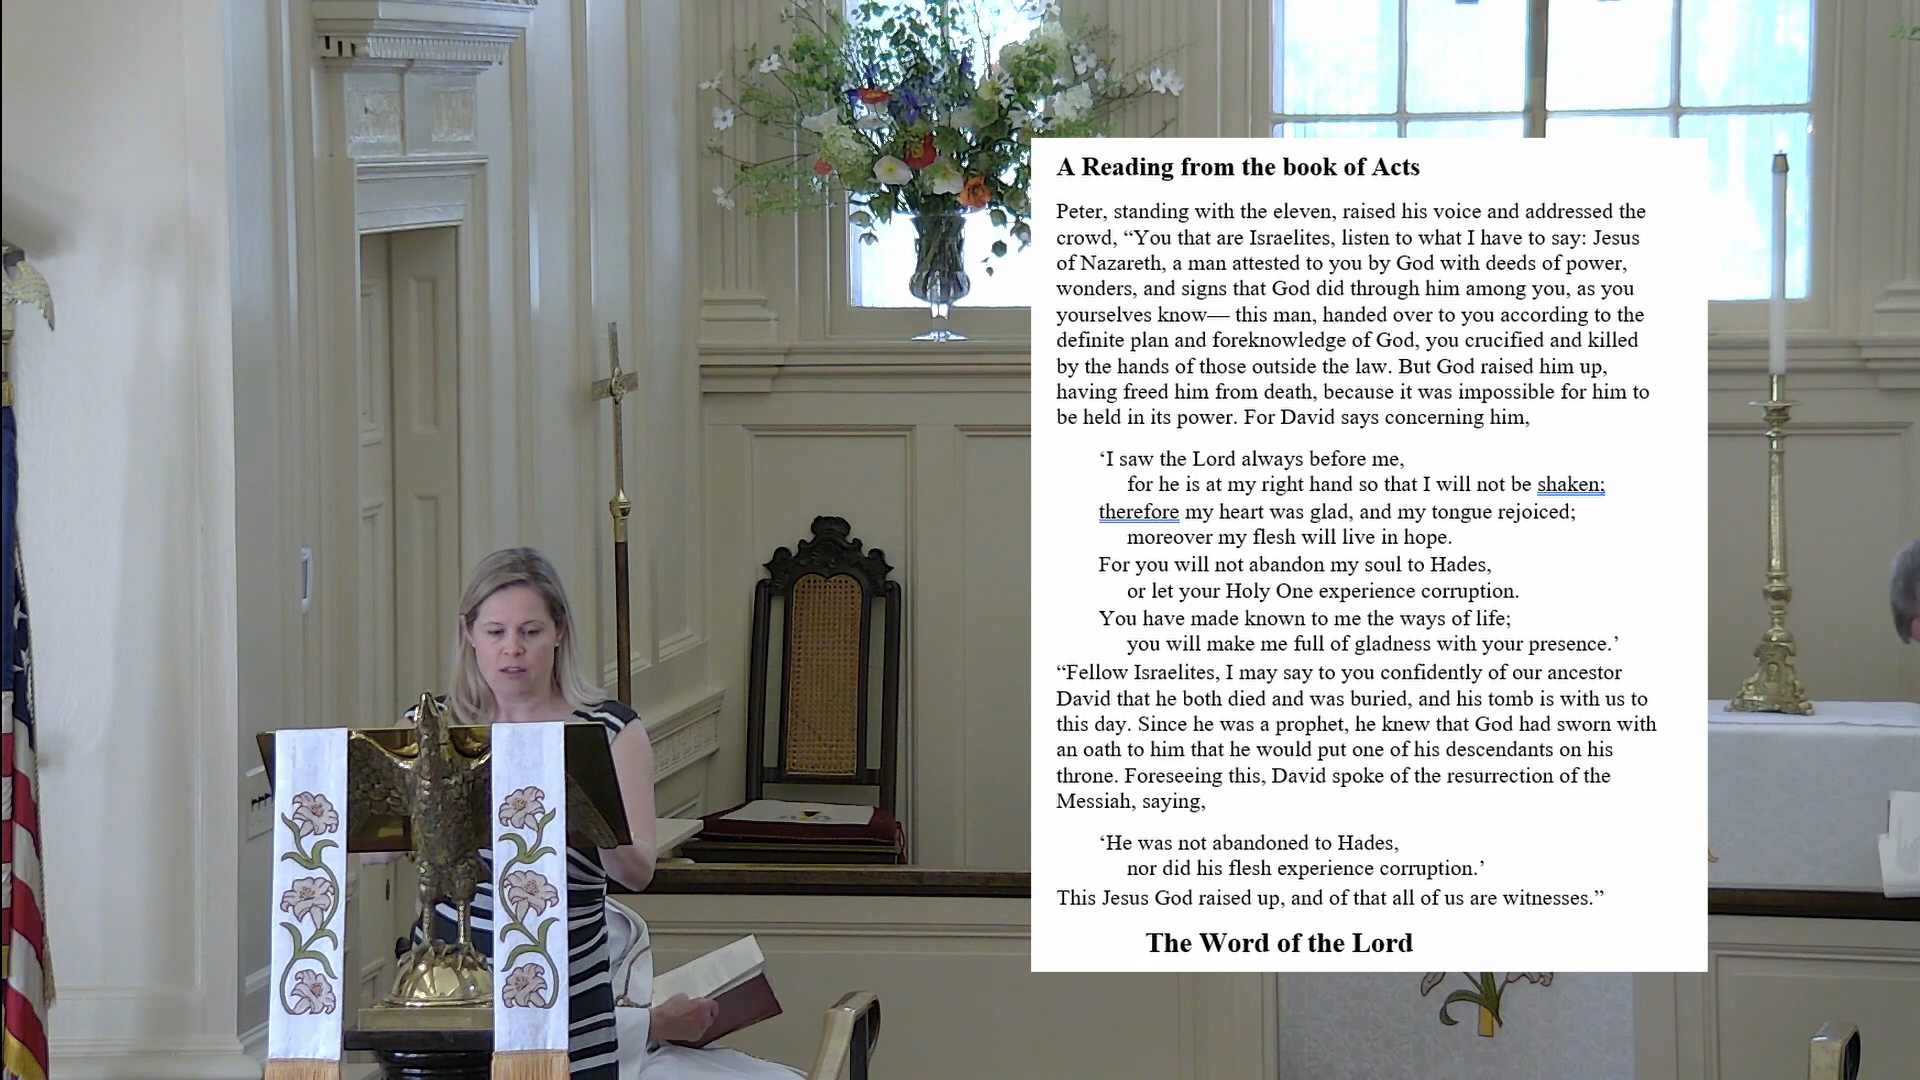 A Reading from the book of Acts
Peter, standing with the eleven, raised his voice and addressed the
crowd, “You that are Israelites, listen to what I have to say: Jesus
of Nazareth, a man attested to you by God with deeds of power,
wonders, and signs that God did through him among you, as you
yourselves know— this man, handed over to you according to the
definite plan and foreknowledge of God, you crucified and killed
by the hands of those outside the law. But God raised him up,
having freed him from death, because it was impossible for him to
be held in its power. For David says concerning him,
‘I saw the Lord always before me,
for he is at my right hand so that I will not be shaken;
therefore my heart was glad, and my tongue rejoiced;
moreover my flesh will live in hope.
For you will not abandon my soul to Hades,
or let your Holy One experience corruption.
You have made known to me the ways of life;
you will make me full of gladness with your presence.’
“Fellow Israelites, I may say to you confidently of our ancestor
David that he both died and was buried, and his tomb is with us to
this day. Since he was a prophet, he knew that God had sworn with
an oath to him that he would put one of his descendants on his
throne. Foreseeing this, David spoke of the resurrection of the
Messiah, saying,
‘He was not abandoned to Hades,
nor did his flesh experience corruption.’
This Jesus God raised up, and of that all of us are witnesses.”
The Word of the Lord